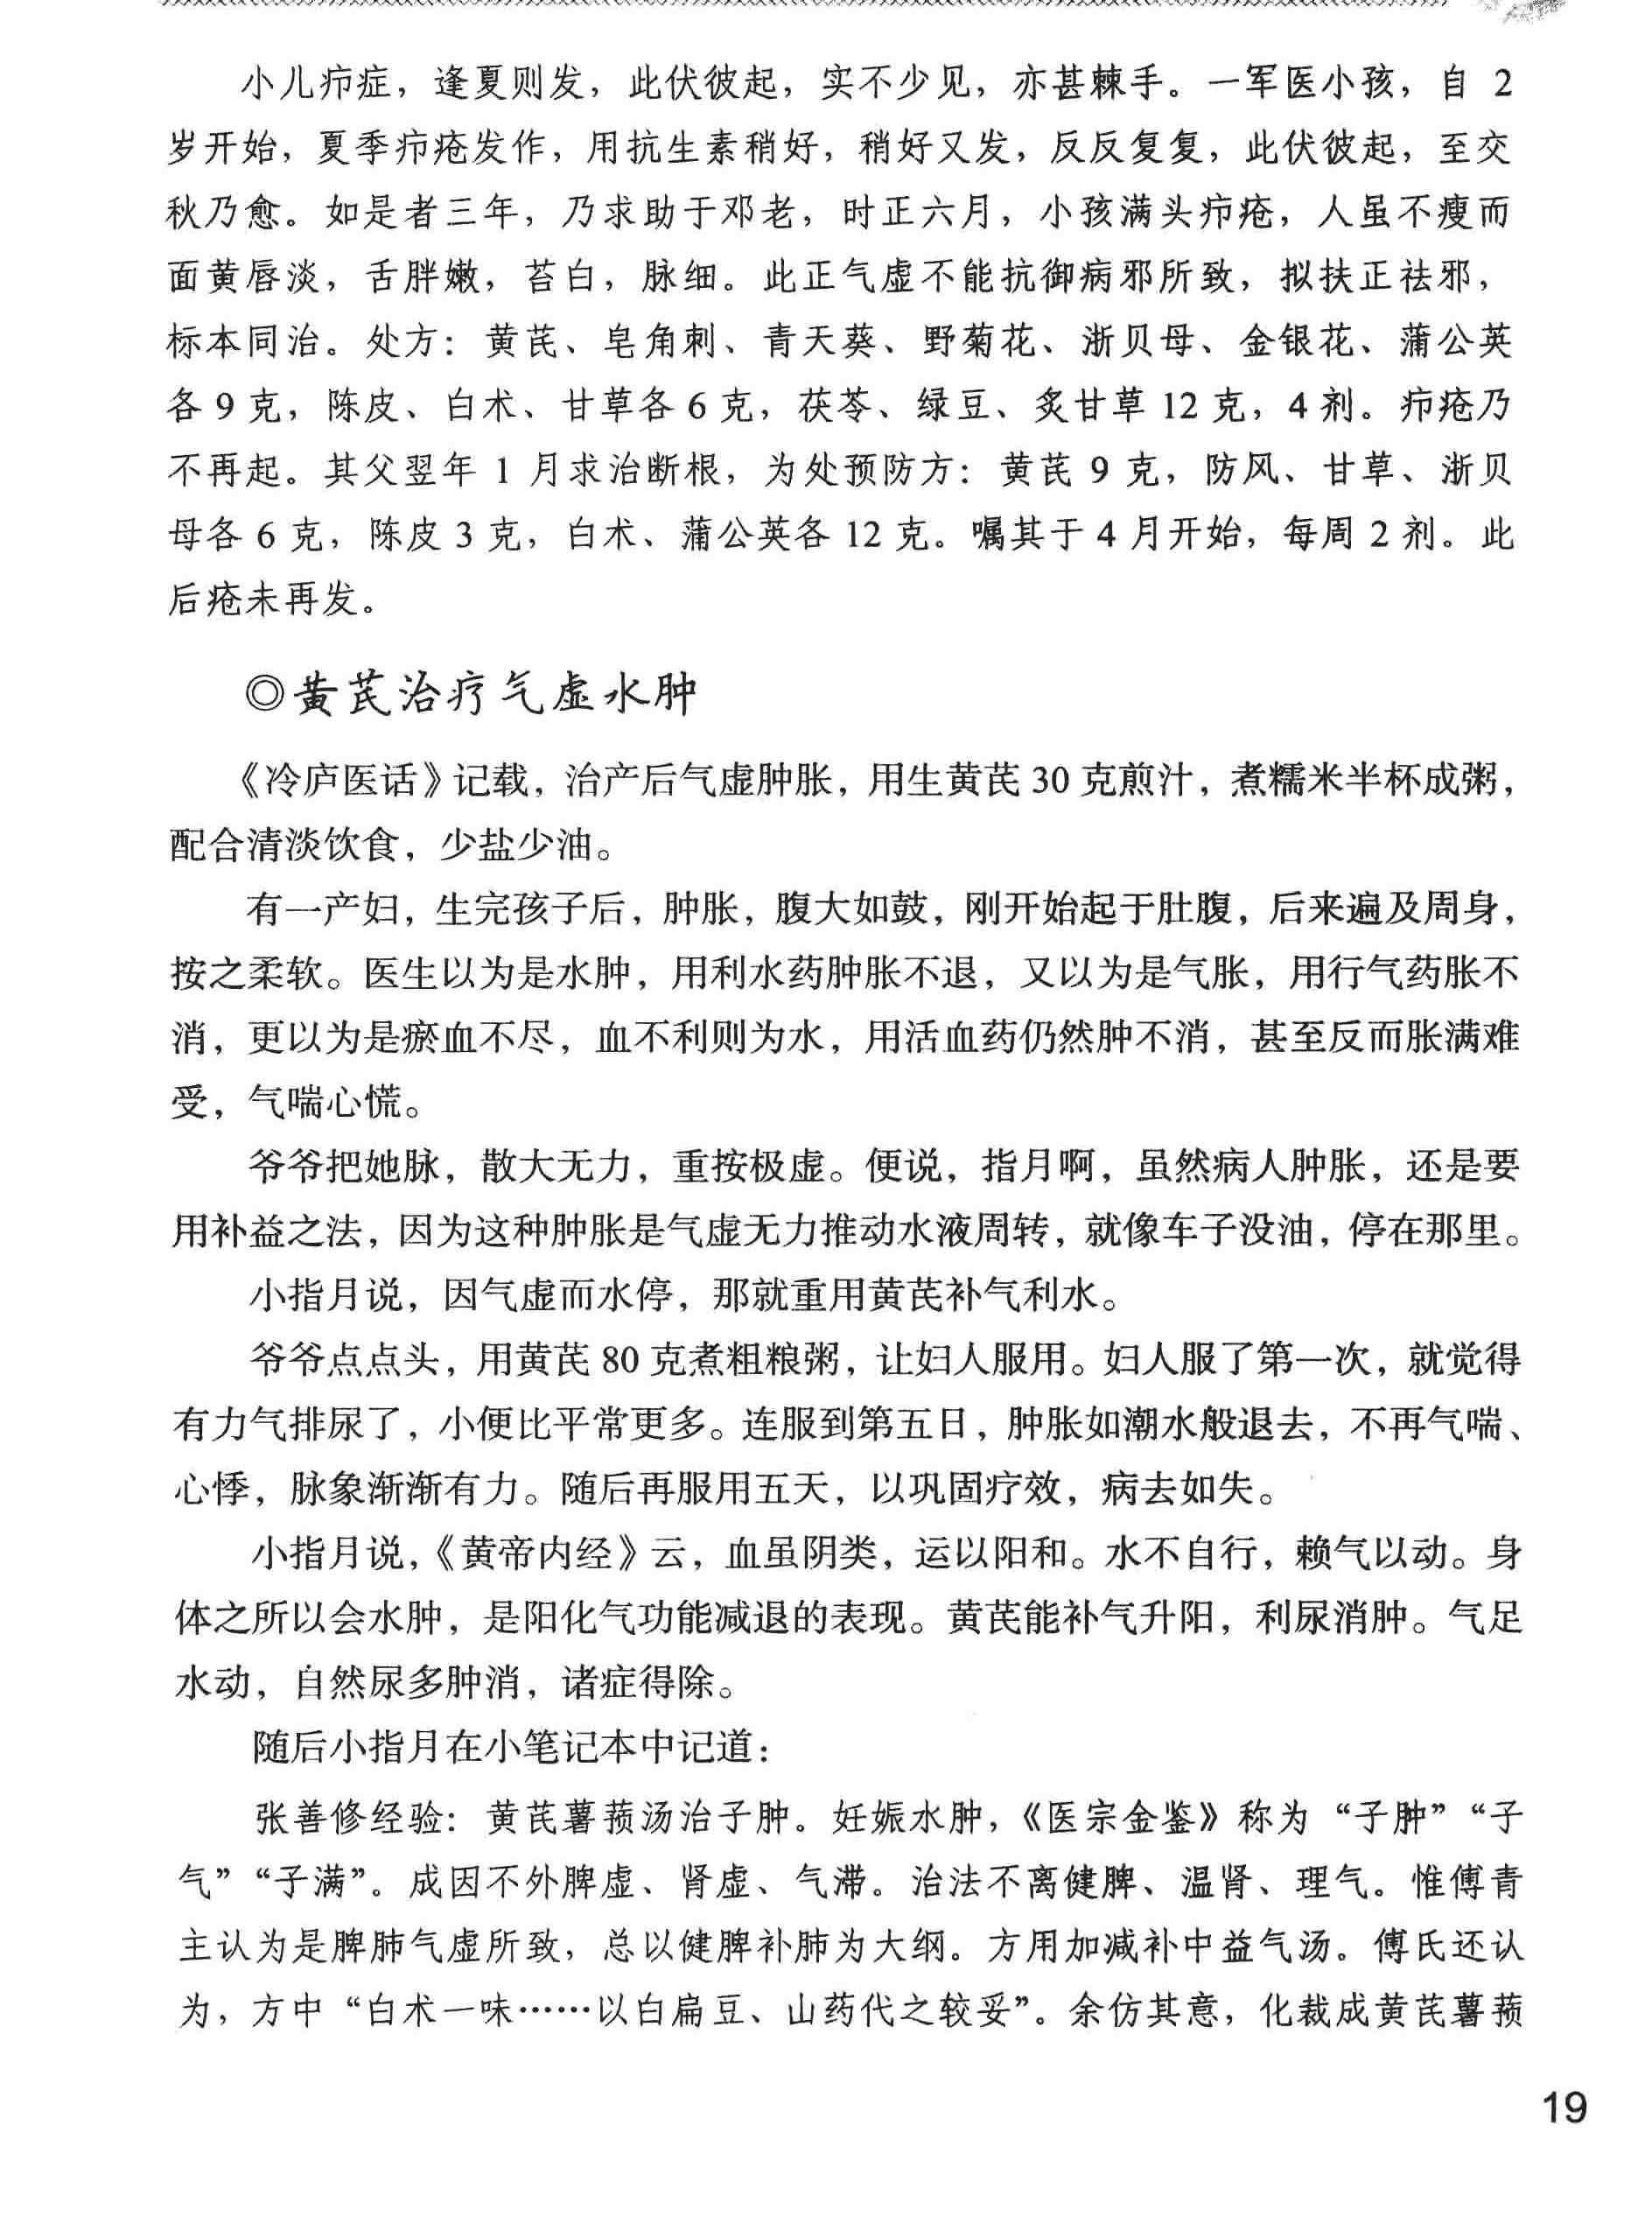 小儿疖症，逢夏则发，此伏彼起，实不少见，亦甚棘手。一军医小孩，自 2
岁开始，夏季疖疮发作，用抗生素稍好，稍好又发，反反复复，此伏彼起，至交
秋乃愈。如是者三年，乃求助于邓老，时正六月，小孩满头疖疮，人虽不瘦而
面黄唇淡，舌胖嫩，苔白，脉细。此正气虚不能抗御病邪所致，拟扶正祛邪，
标本同治。处方：黄芪、皂角刺、青天葵、野菊花、浙贝母、金银花、蒲公英
各 9 克，陈皮、白术、甘草各 6 克，茯苓、绿豆、炙甘草 12 克，4 剂。疖疮乃
不再起。其父翌年 1 月求治断根，为处预防方：黄芪 9 克，防风、甘草、浙贝
母各 6 克，陈皮 3 克，白术、蒲公英各 12 克。嘱其于 4 月开始，每周 2 剂。此
后疮未再发。
◎黄芪治疗气虚水肿
《冷庐医话》记载，治产后气虚肿胀，用生黄芪 30 克煎汁，煮糯米半杯成粥，
配合清淡饮食，少盐少油。
有一产妇，生完孩子后，肿胀，腹大如鼓，刚开始起于肚腹，后来遍及周身，
按之柔软。医生以为是水肿，用利水药肿胀不退，又以为是气胀，用行气药胀不
消，更以为是瘀血不尽，血不利则为水，用活血药仍然肿不消，甚至反而胀满难
受，气喘心慌。
爷爷把她脉，散大无力，重按极虚。便说，指月啊，虽然病人肿胀，还是要
用补益之法，因为这种肿胀是气虚无力推动水液周转，就像车子没油，停在那里。
小指月说，因气虚而水停，那就重用黄芪补气利水。
爷爷点点头，用黄芪 80 克煮粗粮粥，让妇人服用。妇人服了第一次，就觉得
有力气排尿了，小便比平常更多。连服到第五日，肿胀如潮水般退去，不再气喘、
心悸，脉象渐渐有力。随后再服用五天，以巩固疗效，病去如失。
小指月说，《黄帝内经》云，血虽阴类，运以阳和。水不自行，赖气以动。身
体之所以会水肿，是阳化气功能减退的表现。黄芪能补气升阳，利尿消肿。气足
水动，自然尿多肿消，诸症得除。
随后小指月在小笔记本中记道：
张善修经验：黄芪薯蓣汤治子肿。妊娠水肿，《医宗金鉴》称为“子肿”“子
气”“子满”。成因不外脾虚、肾虚、气滞。治法不离健脾、温肾、理气。惟傅青
主认为是脾肺气虚所致，总以健脾补肺为大纲。方用加减补中益气汤。傅氏还认
为，方中“白术一味……以白扁豆、山药代之较妥”。余仿其意，化裁成黄芪薯蓣
19